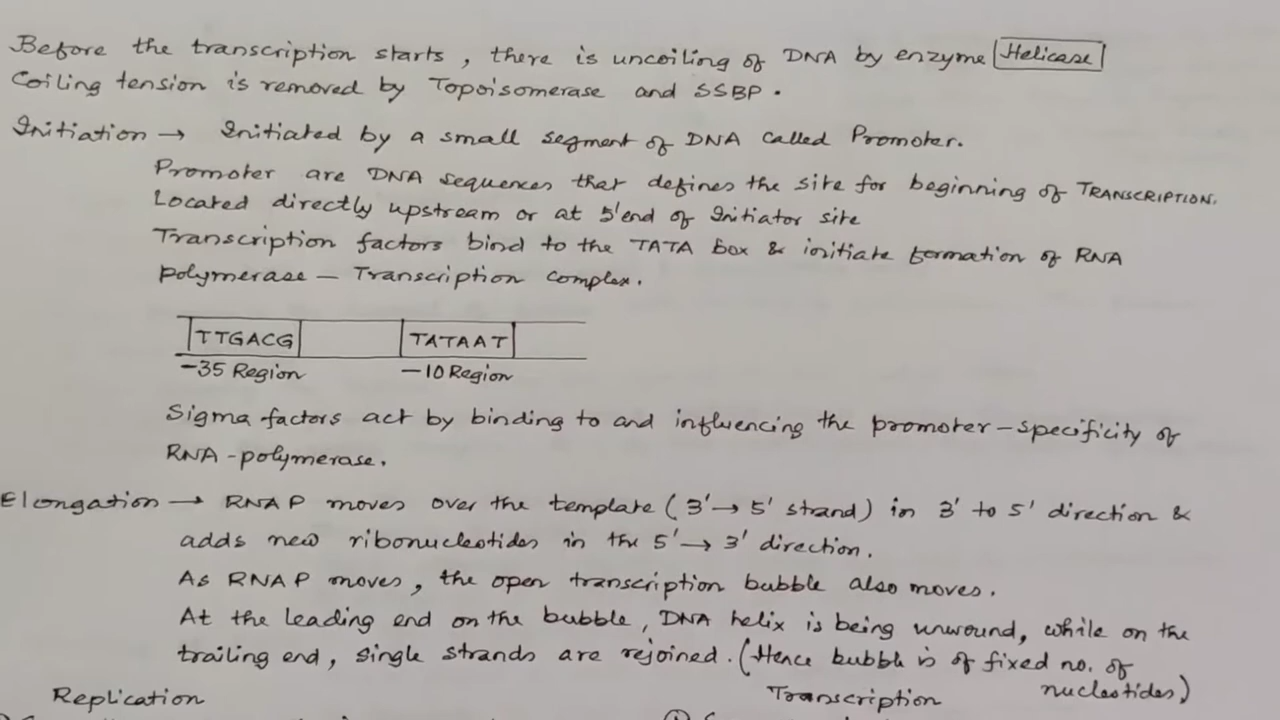 Before the transcription starts, there is uncoiling of DNA by enzyme Helicase
Coiling tension is removed by Topoisomerase and SSBP.
Initiation → Initiated by a small segment of DNA called Promoter.
Promoter are DNA sequences that defines the site for beginning of TRANSCRIPTION.
Located directly upstream or at 5' end of Initiator site
Transcription factors bind to the TATA box & initiate formation of RNA
polymerase - Transcription complex.
TTGACG TATAAT
-35 Region -10 Region
Sigma factors act by binding to and influencing the promoter-specificity of
RNA-polymerase.
Elongation → RNAP moves over the template (3' → 5' strand) in 3' to 5' direction &
adds new ribonucleotides in the 5' → 3' direction.
As RNAP moves, the open transcription bubble also moves.
At the leading end on the bubble, DNA helix is being unwound, while on the
trailing end, single strands are rejoined. (Hence bubble is of fixed no. of
nucleotides)
Replication Transcription